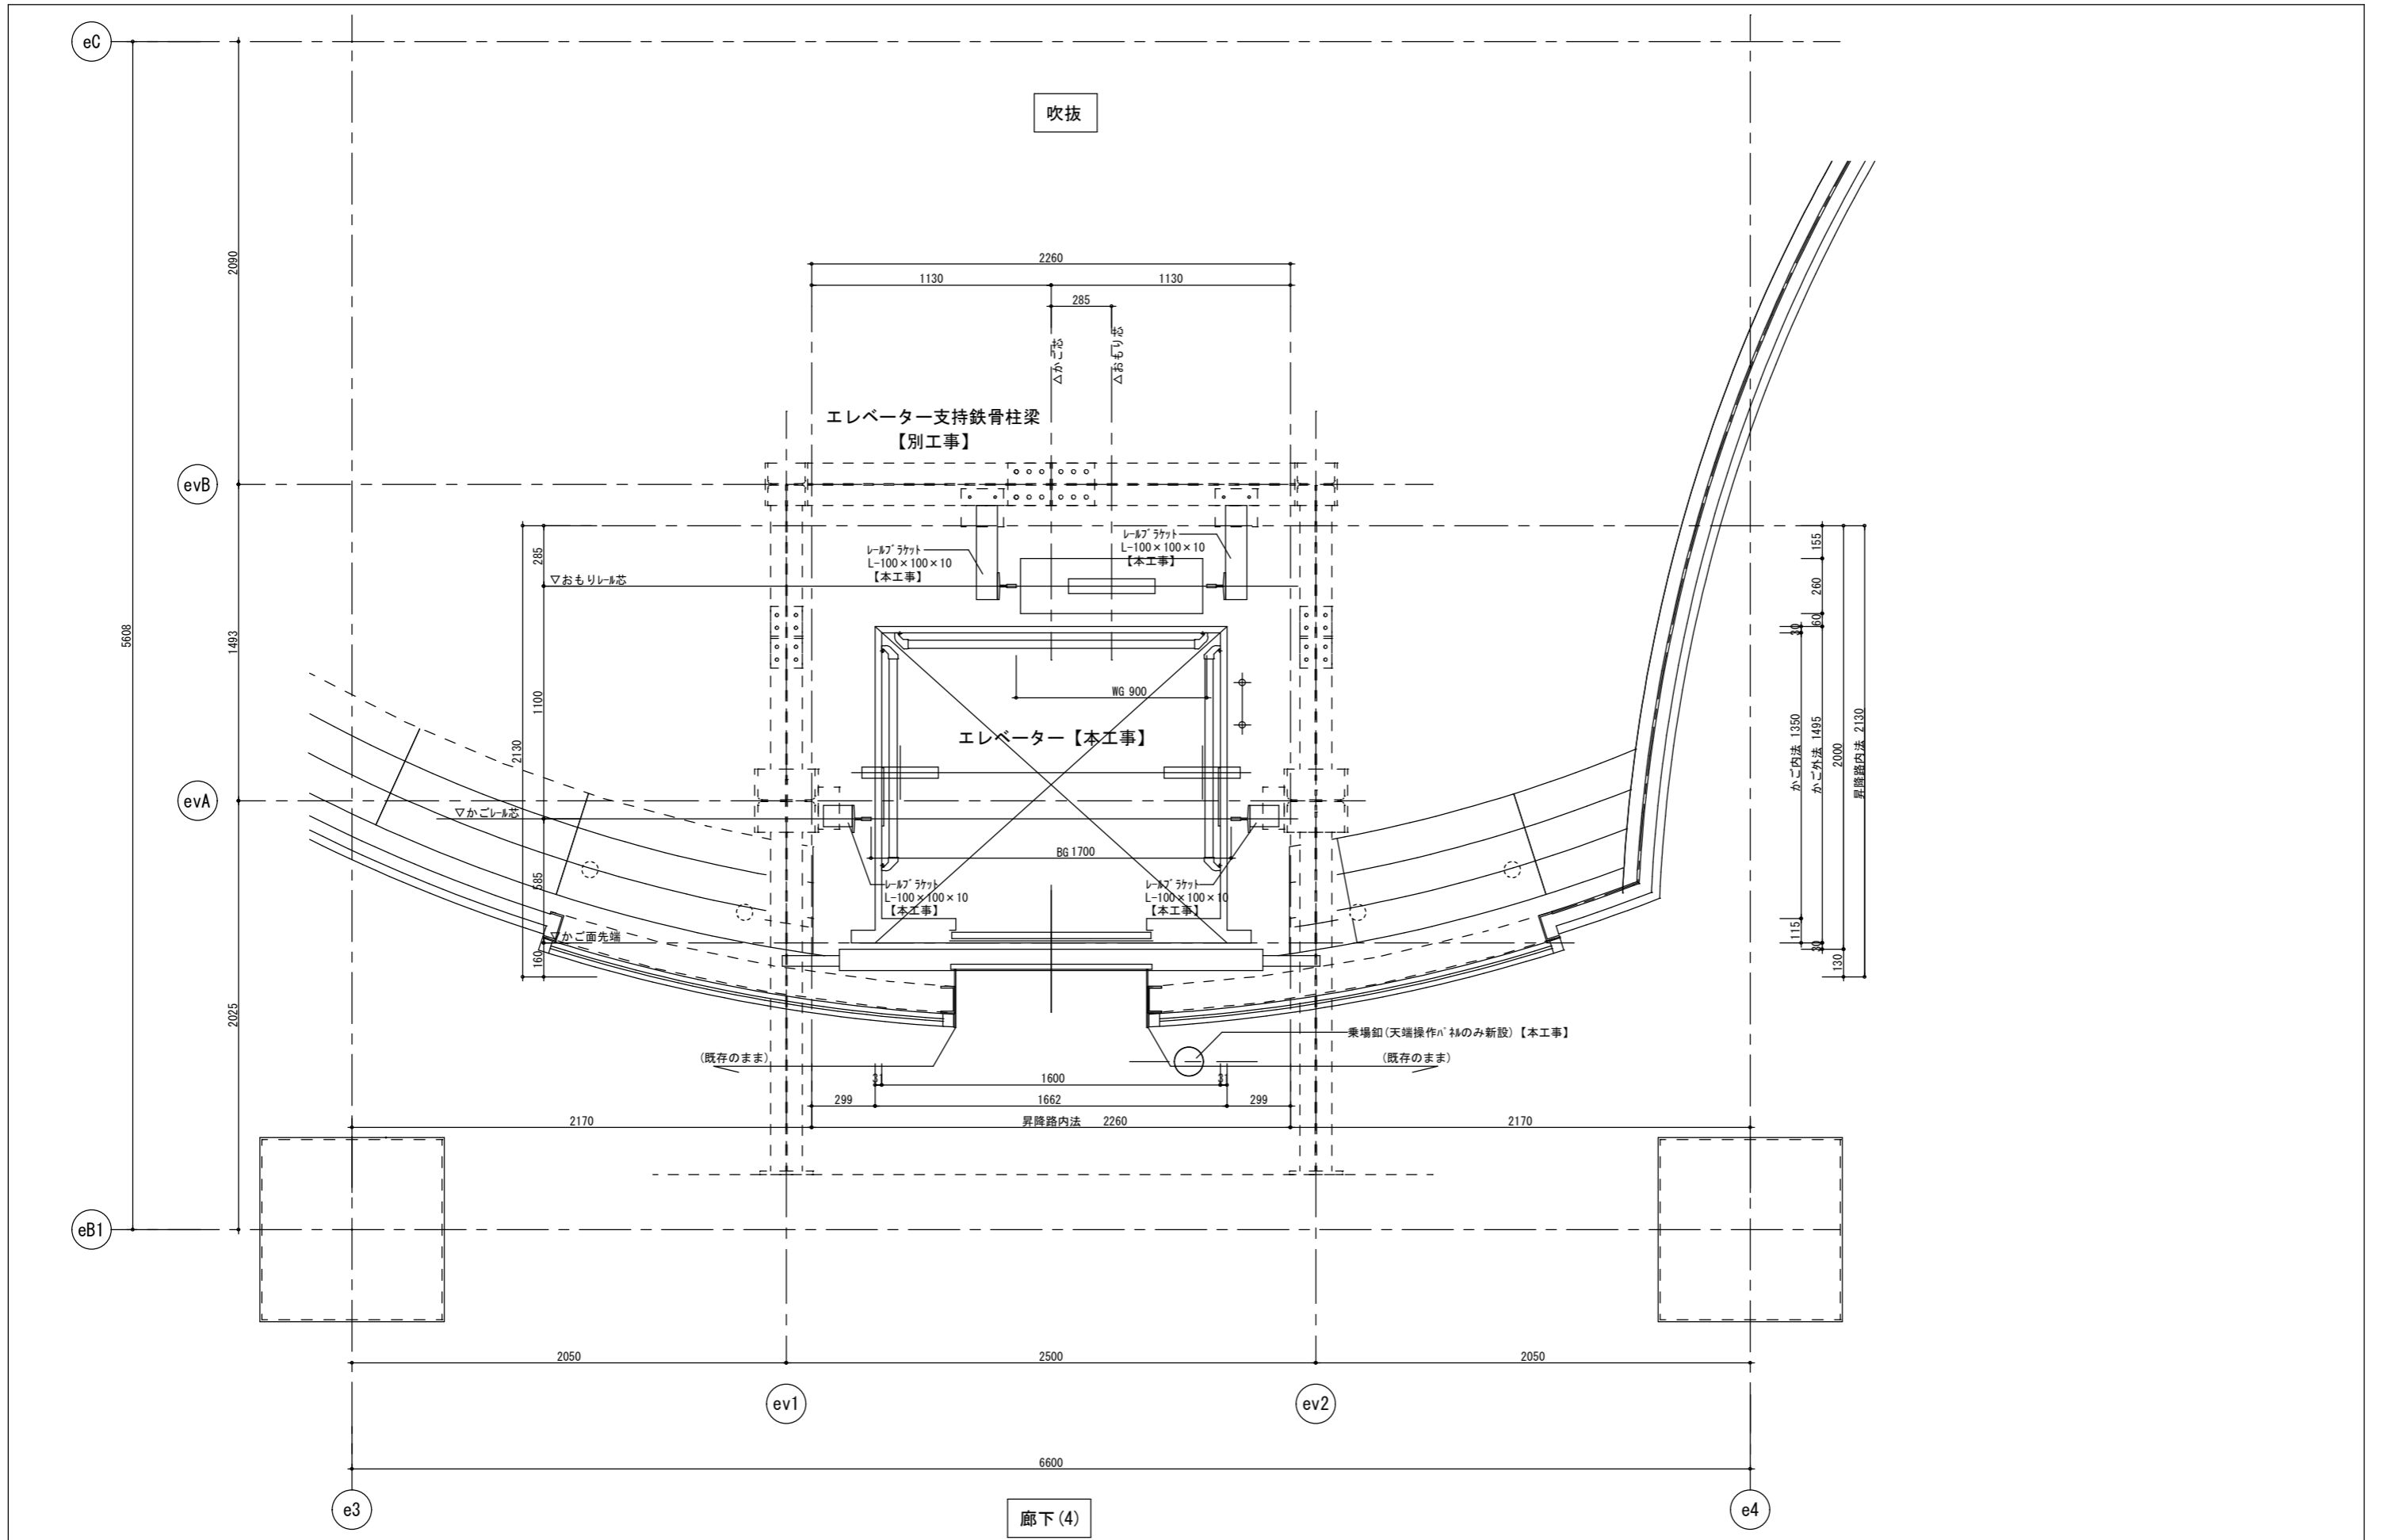 eC
吹抜
2090
2260
1130
1130
285
△かご芯
△おもり芯
エレベーター支持鉄骨柱梁
【別工事】
evB
レールブラケット
L-100×100×10
【本工事】
レールブラケット
L-100×100×10
【本工事】
285
▽おもりレール芯
155
260
60
30
5608
1493
1100
2130
WG 900
エレベーター【本工事】
かご内法 1350
かご外法 1495
2000
昇降路内法 2130
evA
▽かごレール芯
BG 1700
585
レールブラケット
L-100×100×10
【本工事】
レールブラケット
L-100×100×10
【本工事】
▽かご面先端
160
115
30
130
2025
乗場釦(天端操作パネルのみ新設)【本工事】
(既存のまま)
(既存のまま)
31
1600
31
299
1662
299
2170
昇降路内法 2260
2170
eB1
2050
2500
2050
ev1
ev2
6600
e3
廊下(4)
e4